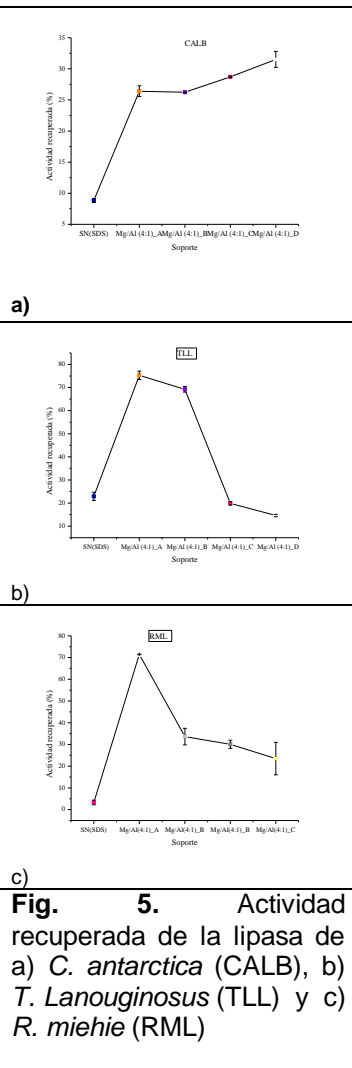 CALB
35
30
25
20
15
10
5
Actividad recuperada (%)
SN(SDS) Mg/Al (4:1)_A Mg/Al (4:1)_B Mg/Al (4:1)_C Mg/Al (4:1)_D
Soporte
a)
TLL
80
70
60
50
40
30
20
10
Actividad recuperada (%)
SN(SDS) Mg/Al (4:1)_A Mg/Al (4:1)_B Mg/Al (4:1)_C Mg/Al (4:1)_D
Soporte
b)
RML
80
70
60
50
40
30
20
10
0
Actividad recuperada (%)
SN(SDS) Mg/Al(4:1)_A Mg/Al(4:1)_B Mg/Al(4:1)_B Mg/Al(4:1)_C
Soporte
c)
Fig. 5. Actividad
recuperada de la lipasa de
a) C. antarctica (CALB), b)
T. Lanouginosus (TLL) y c)
R. miehie (RML)